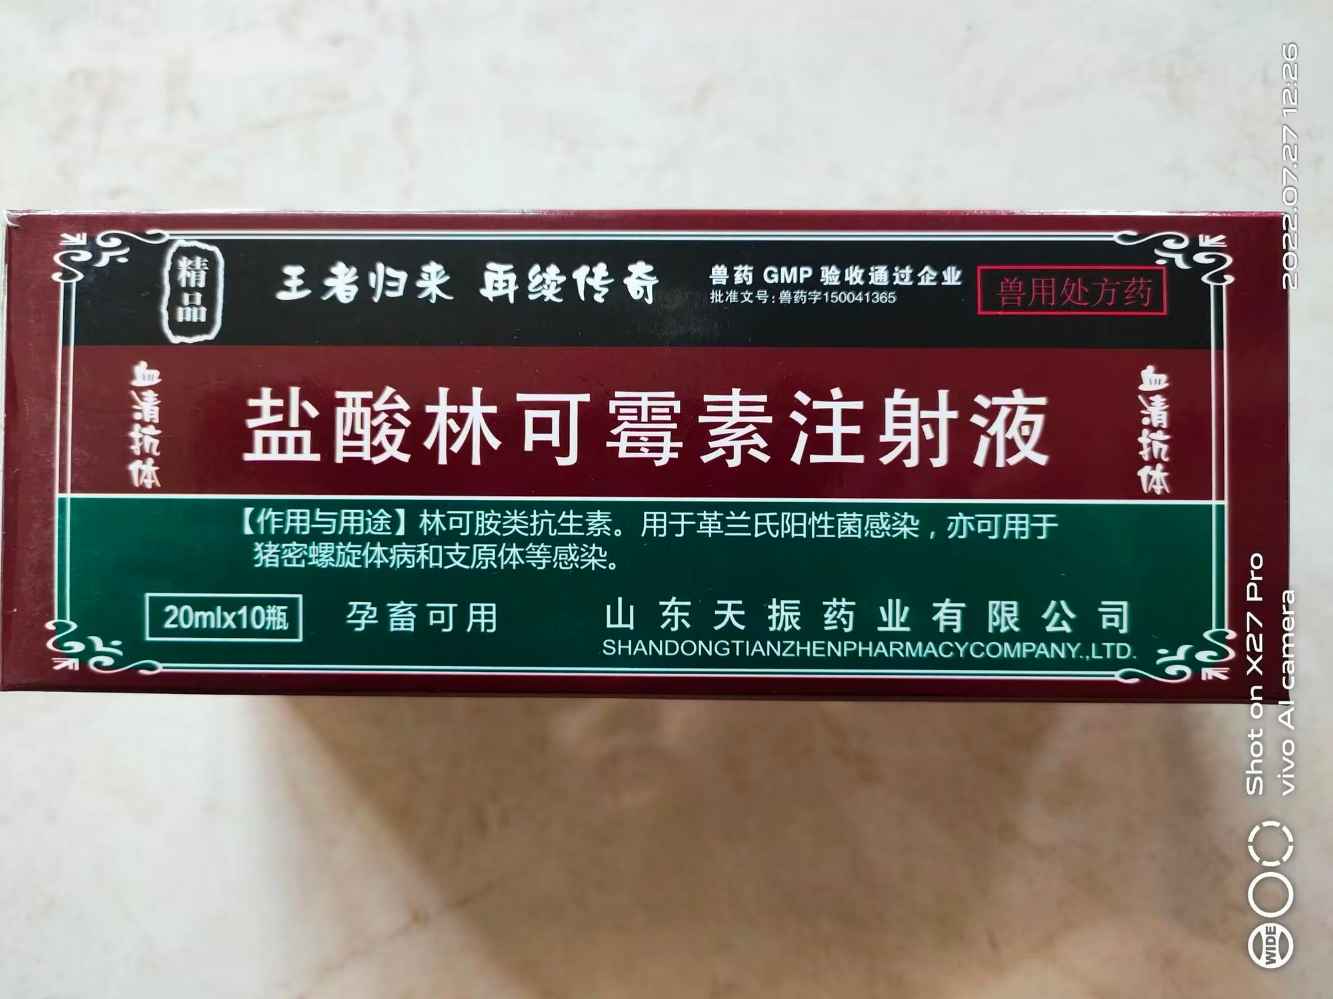 精品
王者归来 再续传奇
兽药 GMP 验收通过企业
批准文号:兽药字150041365
兽用处方药
血清抗体
盐酸林可霉素注射液
血清抗体
【作用与用途】林可胺类抗生素。用于革兰氏阳性菌感染，亦可用于
猪密螺旋体病和支原体等感染。
20mlx10瓶
孕畜可用
山东天振药业有限公司
SHANDONGTIANZHENPHARMACYCOMPANY.,LTD.
2022.07.27 12:26
Shot on X27 Pro
vivo AI camera
WIDE